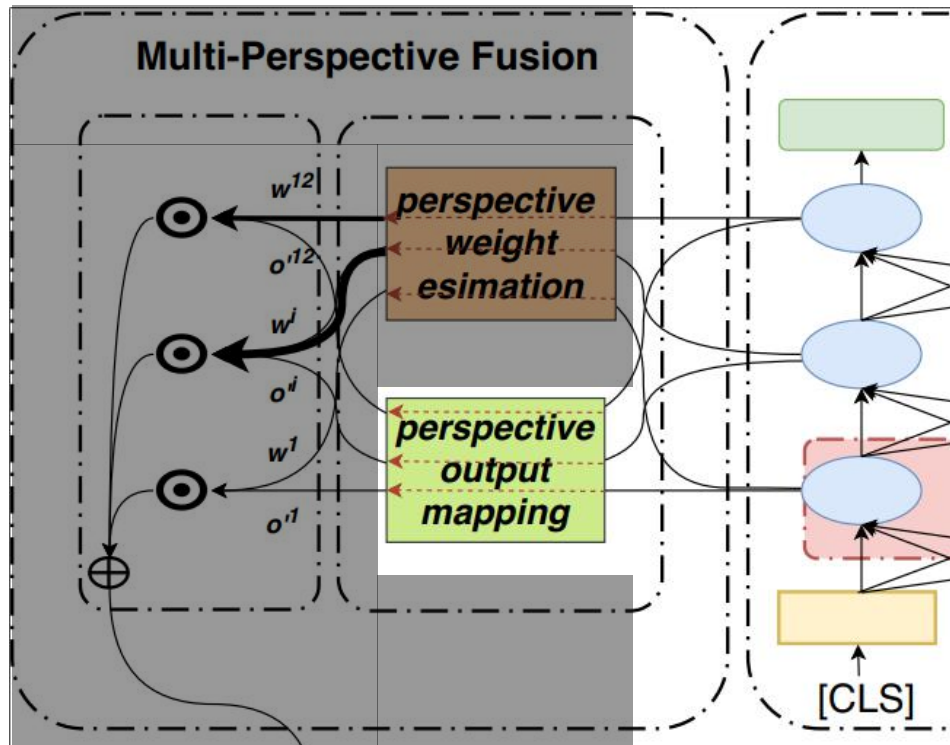 Multi-Perspective Fusion
w12
perspective
weight
esimation
o'12
wi
o'i
perspective
output
mapping
w1
o'1
[CLS]